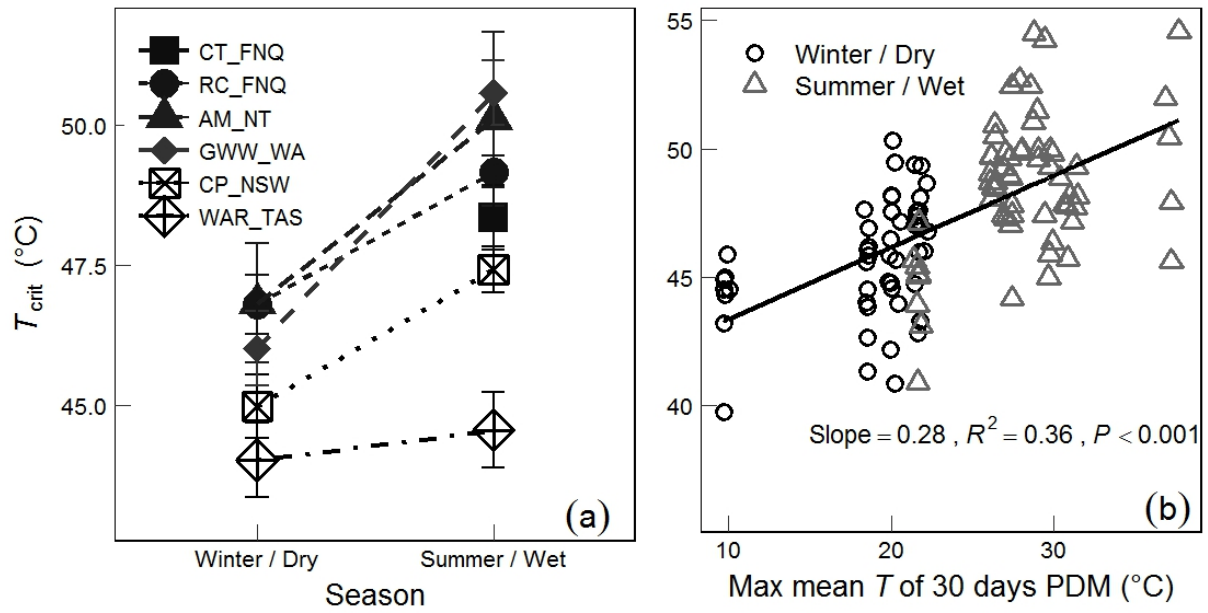 CT_FNQ
RC_FNQ
AM_NT
GWW_WA
CP_NSW
WAR_TAS
50.0
47.5
45.0
T crit (°C)
Winter / Dry
Summer / Wet
Season
(a)
Winter / Dry
Summer / Wet
55
50
45
40
Slope = 0.28 , R² = 0.36 , P < 0.001
(b)
10
20
30
Max mean T of 30 days PDM (°C)